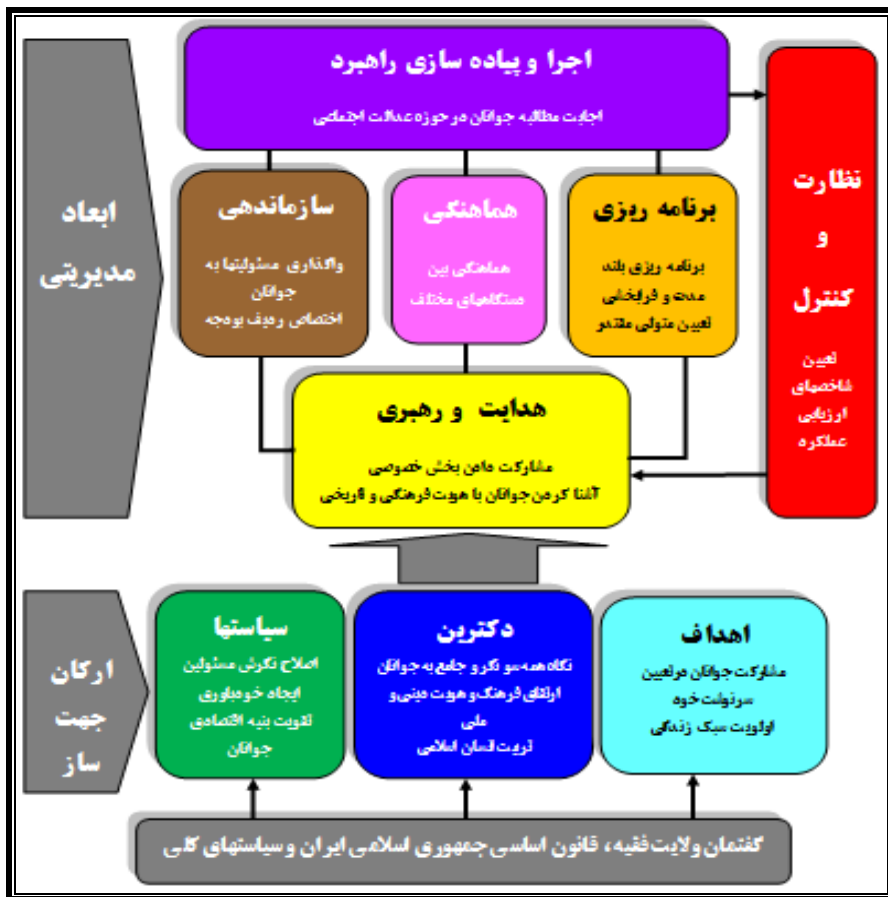 اجرا و پیاده سازی راهبرد
اجابت مطالبه جوانان در حوزه عدالت اجتماعی
ابعاد
مدیریتی
نظارت
و
کنترل
تعیین
شاخصهای
ارزیابی
عملکرد
برنامه ریزی
برنامه ریزی بلند
مدت و فرابخشی
تعیین متولی مقتدر
هماهنگی
هماهنگی بین
دستگاههای مختلف
سازماندهی
واگذاری مسئولیتها به
جوانان
اختصاص ردیف بودجه
هدایت و رهبری
مشارکت دادن بخش خصوصی
آشنا کردن جوانان با هویت فرهنگی و تاریخی
ارکان
جهت
ساز
اهداف
مشارکت جوانان در تعیین
سرنوشت خود
اولویت سبک زندگی
دکترین
نگاه همه سو نگر و جامع به جوانان
ارتقای فرهنگ و هویت دینی و
ملی
تربیت انسان اسلامی
سیاستها
اصلاح نگرش مسئولین
ایجاد خودباوری
تقویت بنیه اقتصادی
جوانان
گفتمان ولایت فقیه، قانون اساسی جمهوری اسلامی ایران و سیاستهای کلی